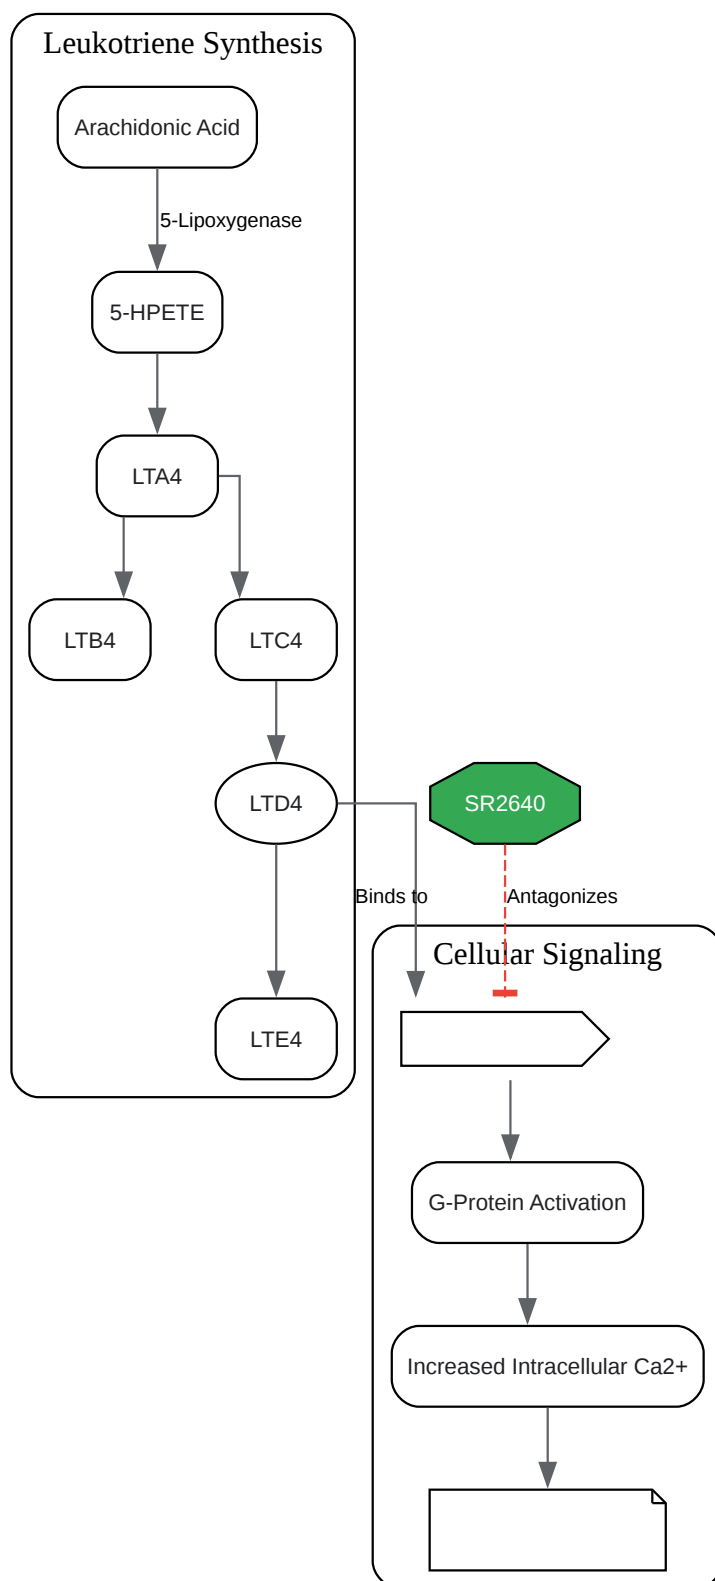 Leukotriene Synthesis
Arachidonic Acid
5-Lipoxygenase
5-HPETE
LTA4
LTB4
LTC4
LTD4
SR2640
Binds to
Antagonizes
Cellular Signaling
LTE4
G-Protein Activation
Increased Intracellular Ca2+